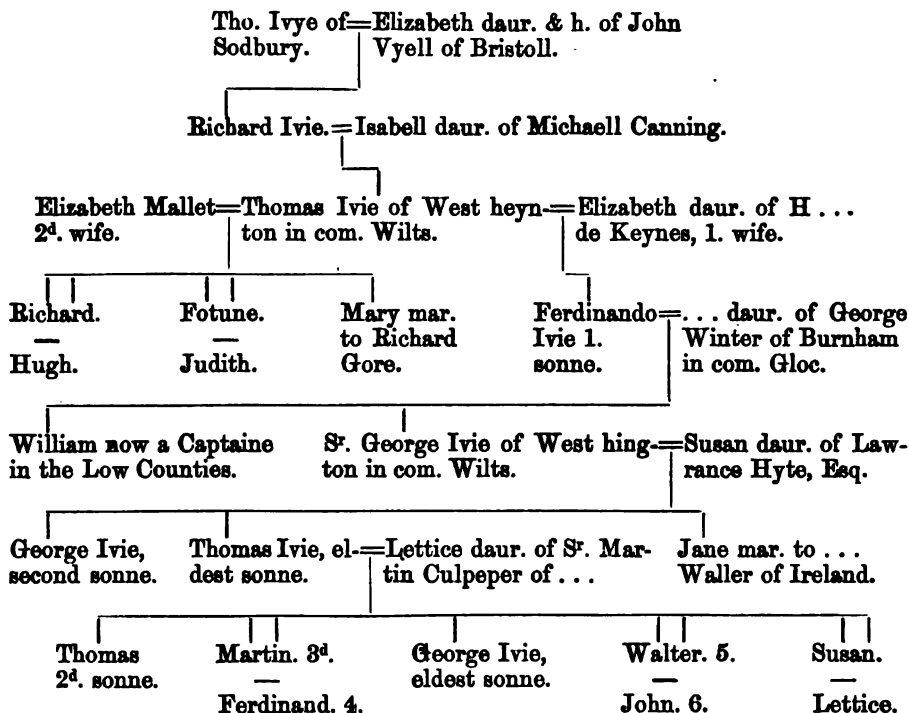 Tho. Ivye of=Elizabeth daur. & h. of John
Sodbury. Vyell of Bristoll.
Richard Ivie.=Isabell daur. of Michaell Canning.
Elizabeth Mallet=Thomas Ivie of West heyn-=Elizabeth daur. of H ...
2d. wife. ton in com. Wilts. de Keynes, 1. wife.
Richard. Fotune. Mary mar. Ferdinando=... daur. of George
— — to Richard Ivie 1. Winter of Burnham
Hugh. Judith. Gore. sonne. in com. Gloc.
William now a Captaine Sr. George Ivie of West hing-=Susan daur. of Law-
in the Low Counties. ton in com. Wilts. rance Hyte, Esq.
George Ivie, Thomas Ivie, el-=Lettice daur. of Sr. Mar- Jane mar. to ...
second sonne. dest sonne. tin Culpeper of ... Waller of Ireland.
Thomas Martin. 3d. George Ivie, Walter. 5. Susan.
2d. sonne. — eldest sonne. — —
Ferdinand. 4. John. 6. Lettice.